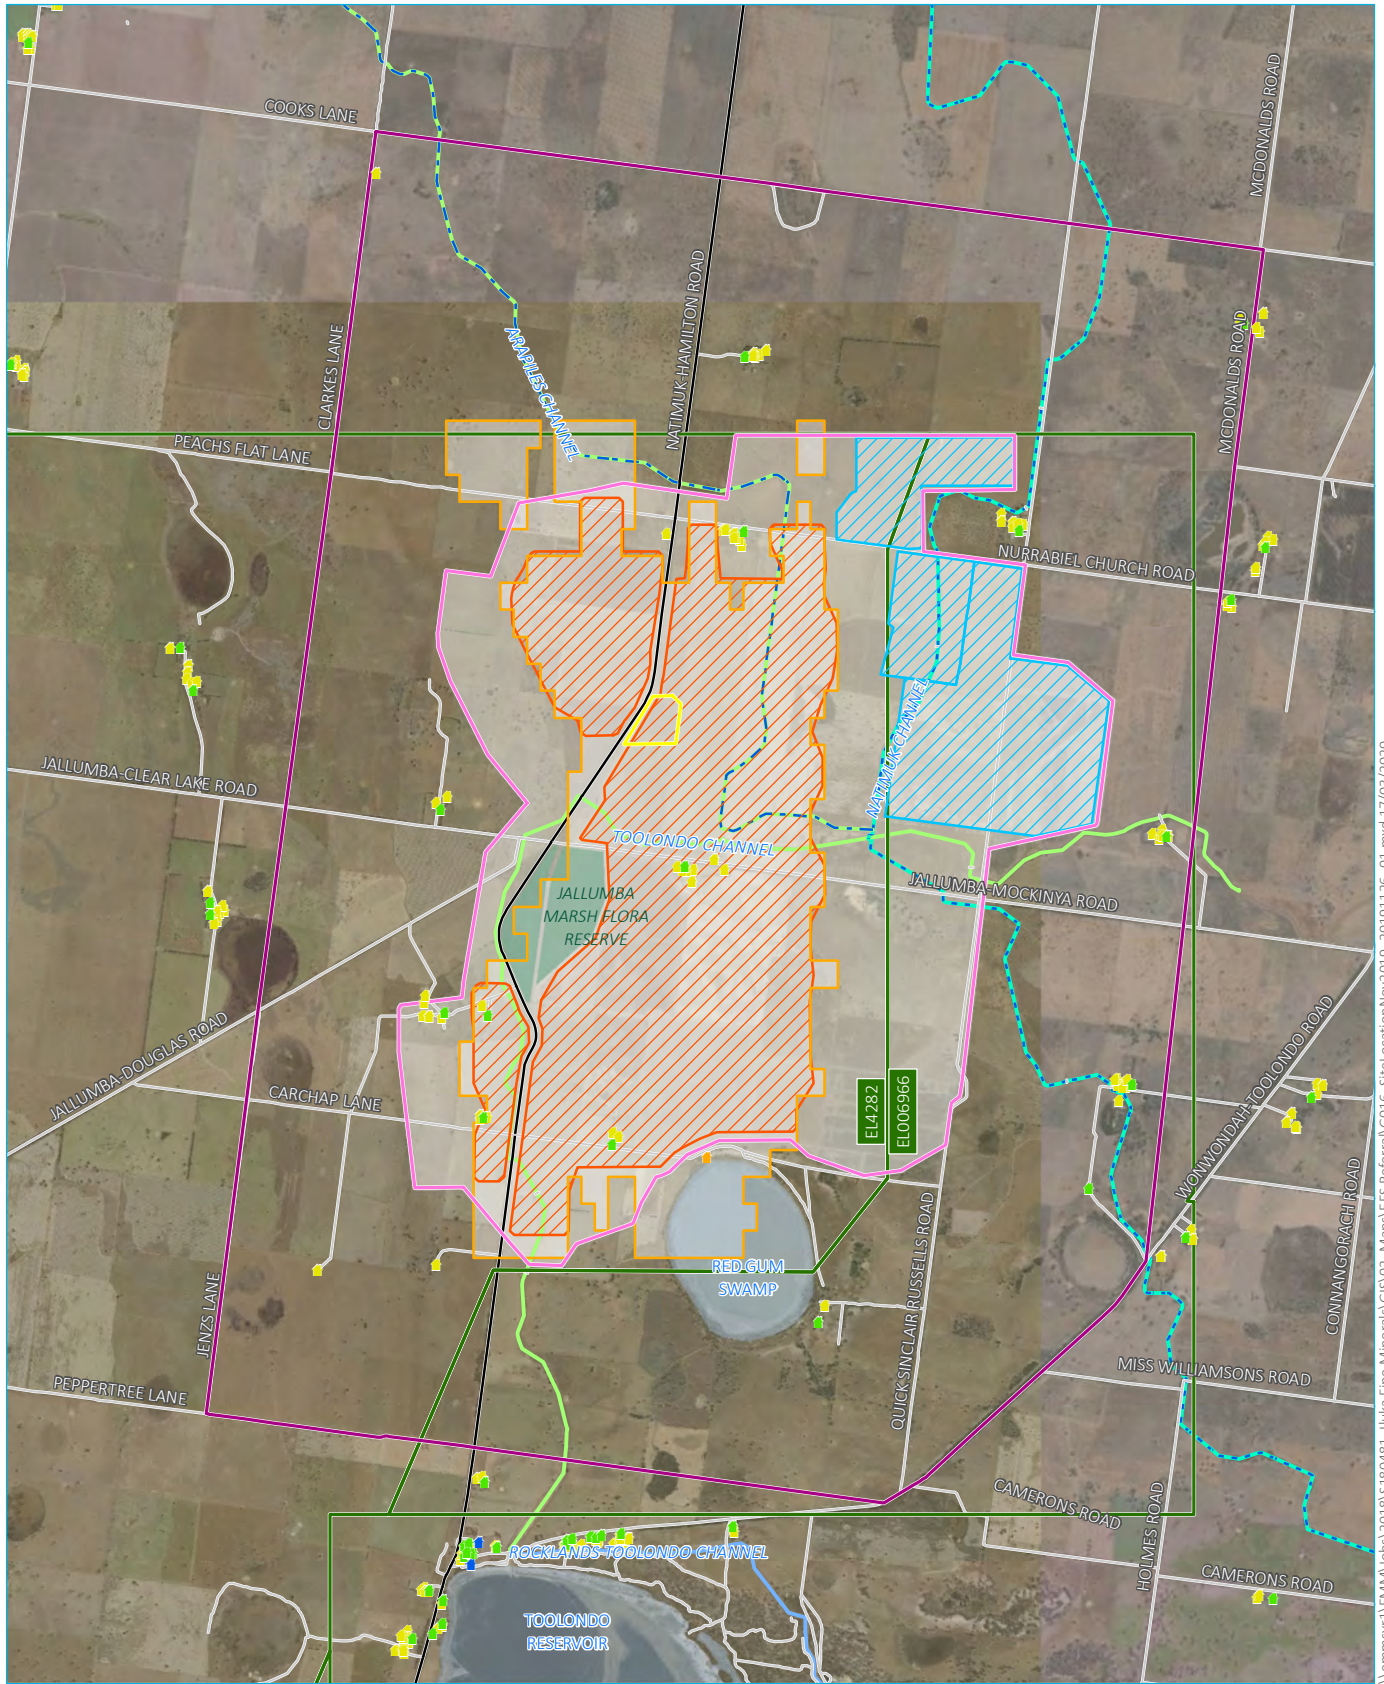 COOKS LANE
MCDONALDS ROAD
NATIMUK-HAMILTON ROAD
ARAPILES CHANNEL
CLARKES LANE
MCDONALDS ROAD
PEACHS FLAT LANE
NURRABIEL CHURCH ROAD
NATIMUK CHANNEL
JALLUMBA-CLEAR LAKE ROAD
TOOLONDO CHANNEL
JALLUMBA-MOCKINYA ROAD
JALLUMBA
MARSH FLORA
RESERVE
JALLUMBA-DOUGLAS ROAD
CARCHAP LANE
EL4282
EL006966
WONWONDAH-TOOLONDO ROAD
CONNANGORACH ROAD
QUICK SINCLAIR RUSSELLS ROAD
RED GUM
SWAMP
JENZS LANE
PEPPERTREE LANE
MISS WILLIAMSONS ROAD
CAMERONS ROAD
HOLMES ROAD
CAMERONS ROAD
ROCKLANDS TOOLONDO CHANNEL
TOOLONDO
RESERVOIR